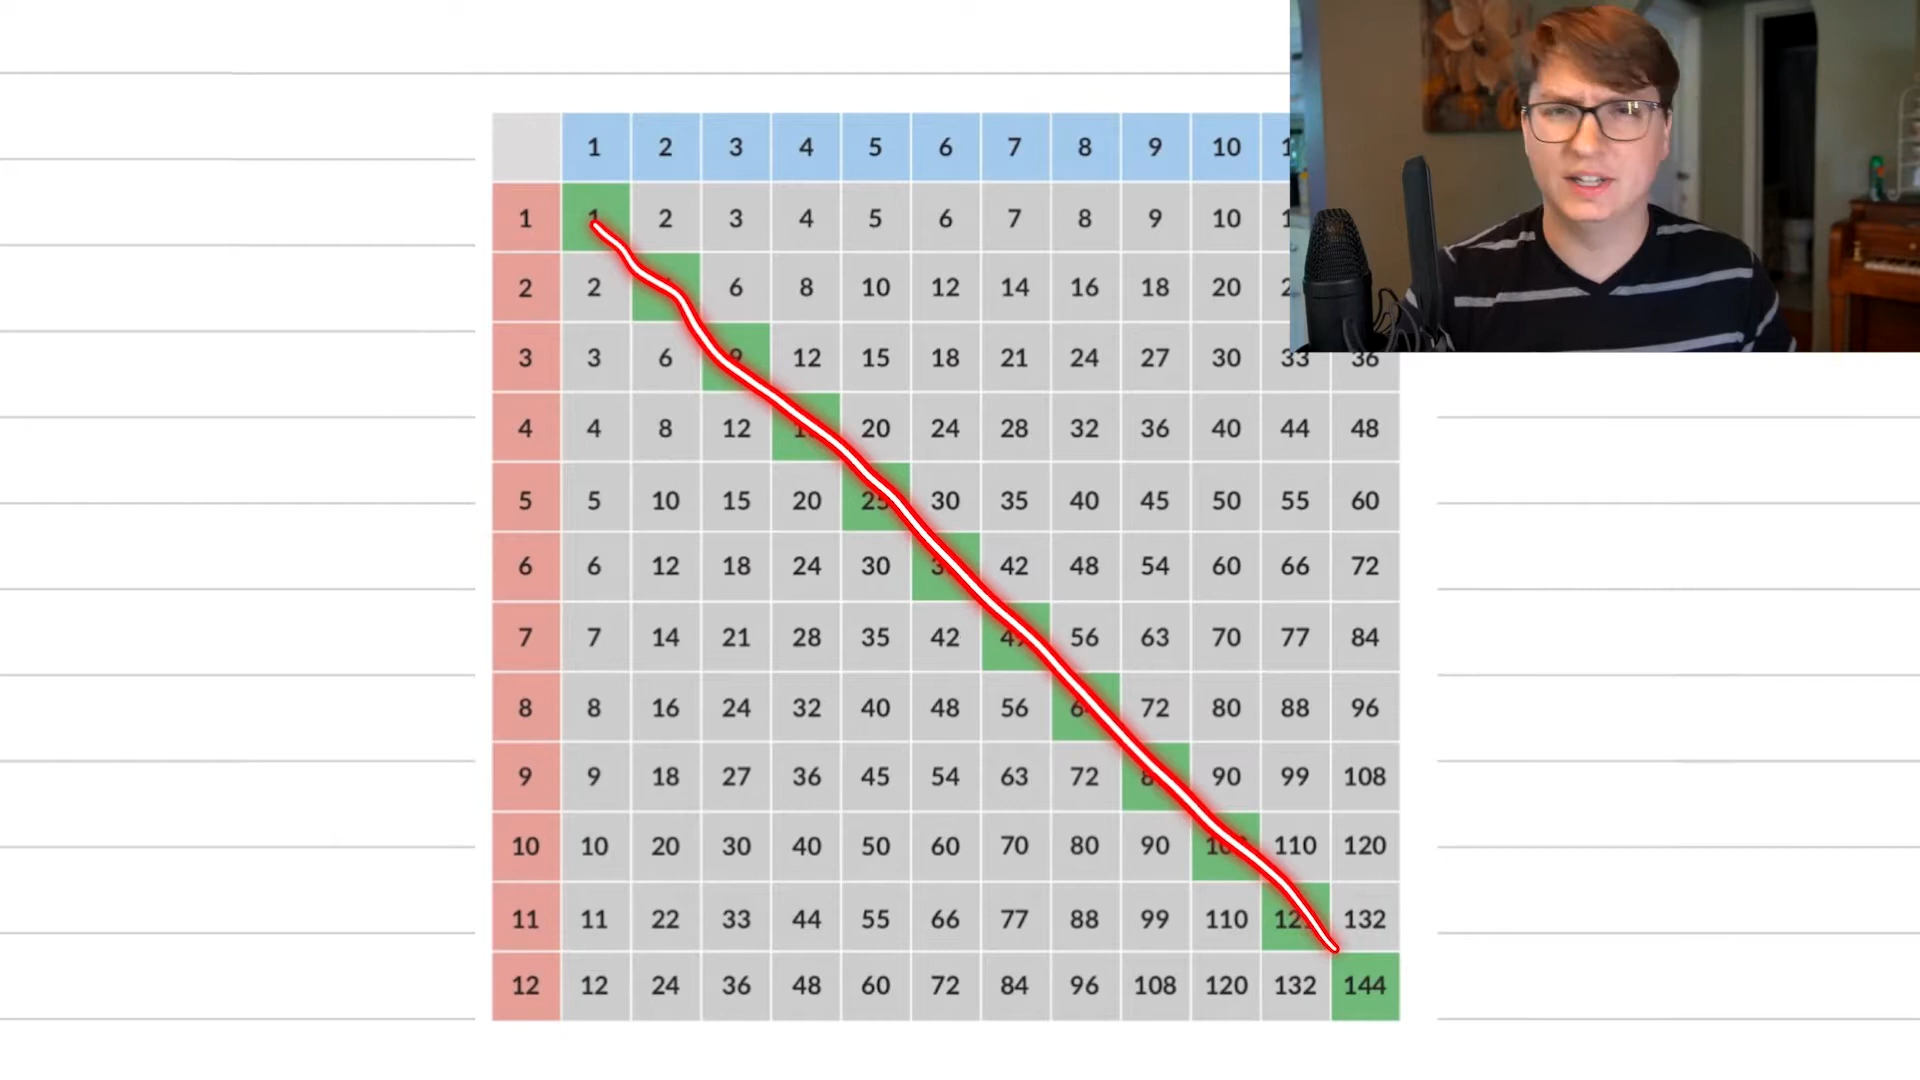 1 2 3 4 5 6 7 8 9 10
1 2 3 4 5 6 7 8 9 10
2 2 6 8 10 12 14 16 18 20
3 3 6 12 15 18 21 24 27 30 33 36
4 4 8 12 20 24 28 32 36 40 44 48
5 5 10 15 20 25 30 35 40 45 50 55 60
6 6 12 18 24 30 42 48 54 60 66 72
7 7 14 21 28 35 42 56 63 70 77 84
8 8 16 24 32 40 48 56 72 80 88 96
9 9 18 27 36 45 54 63 72 90 99 108
10 10 20 30 40 50 60 70 80 90 110 120
11 11 22 33 44 55 66 77 88 99 110 132
12 12 24 36 48 60 72 84 96 108 120 132 144